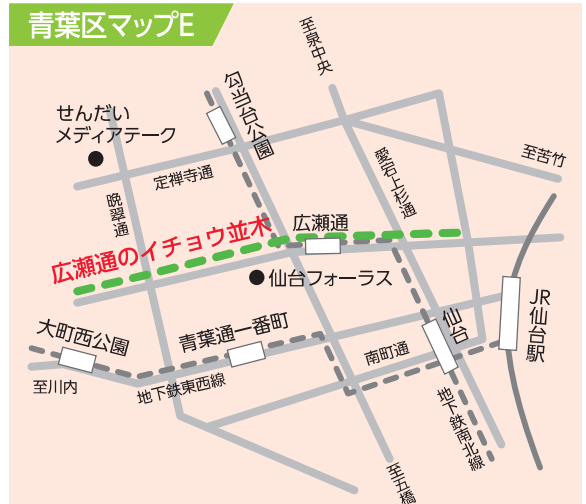 青葉区マップE
至泉中央
勾当台公園
せんだい
メディアテーク
愛宕上杉通
至苦竹
定禅寺通
晩翠通
広瀬通
広瀬通のイチョウ並木
仙台フォーラス
JR仙台駅
仙台
青葉通一番町
大町西公園
南町通
至川内
地下鉄東西線
地下鉄南北線
至五橋